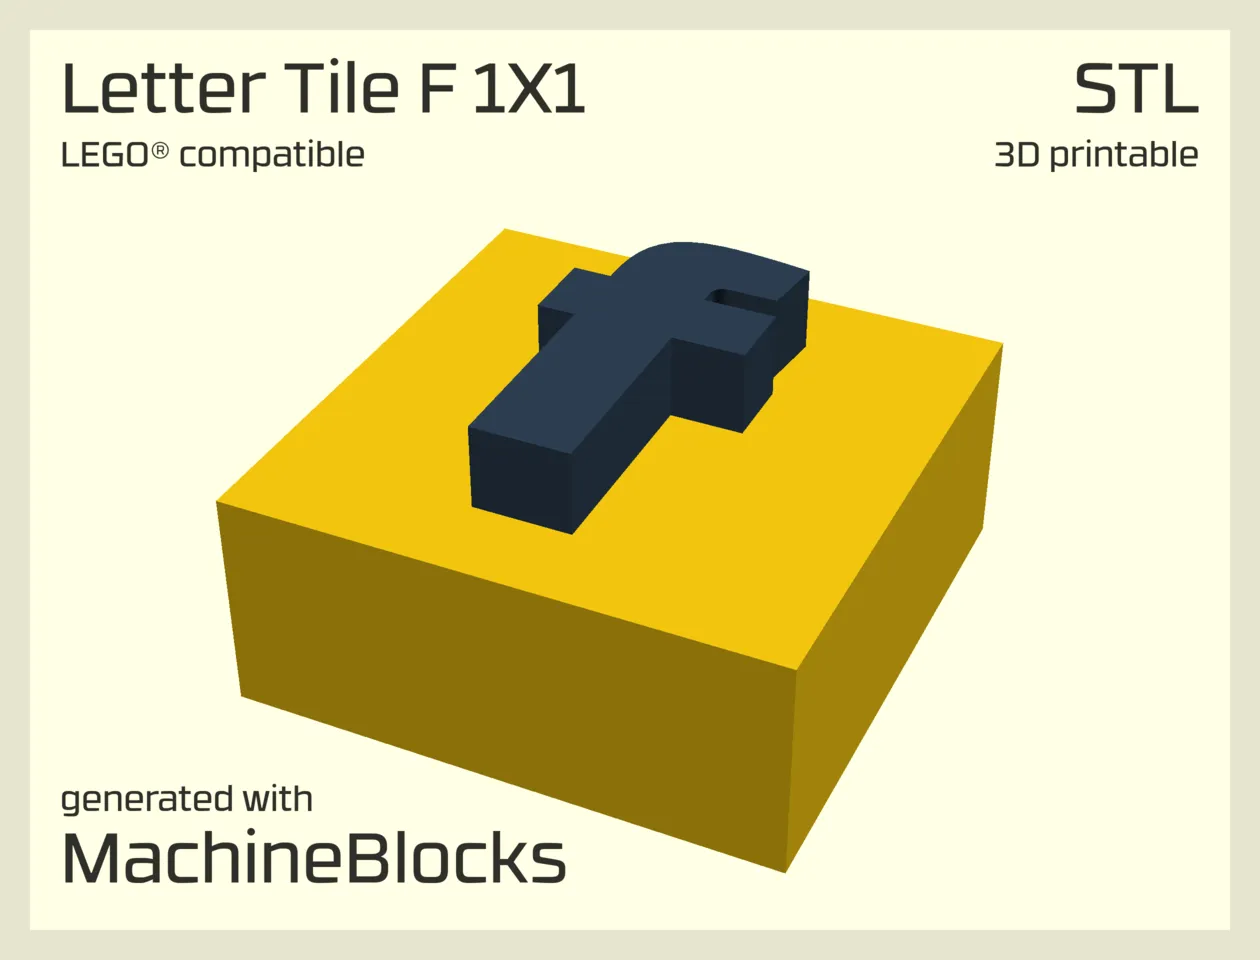 Letter Tile F 1X1
LEGO® compatible
STL
3D printable
f
generated with
MachineBlocks